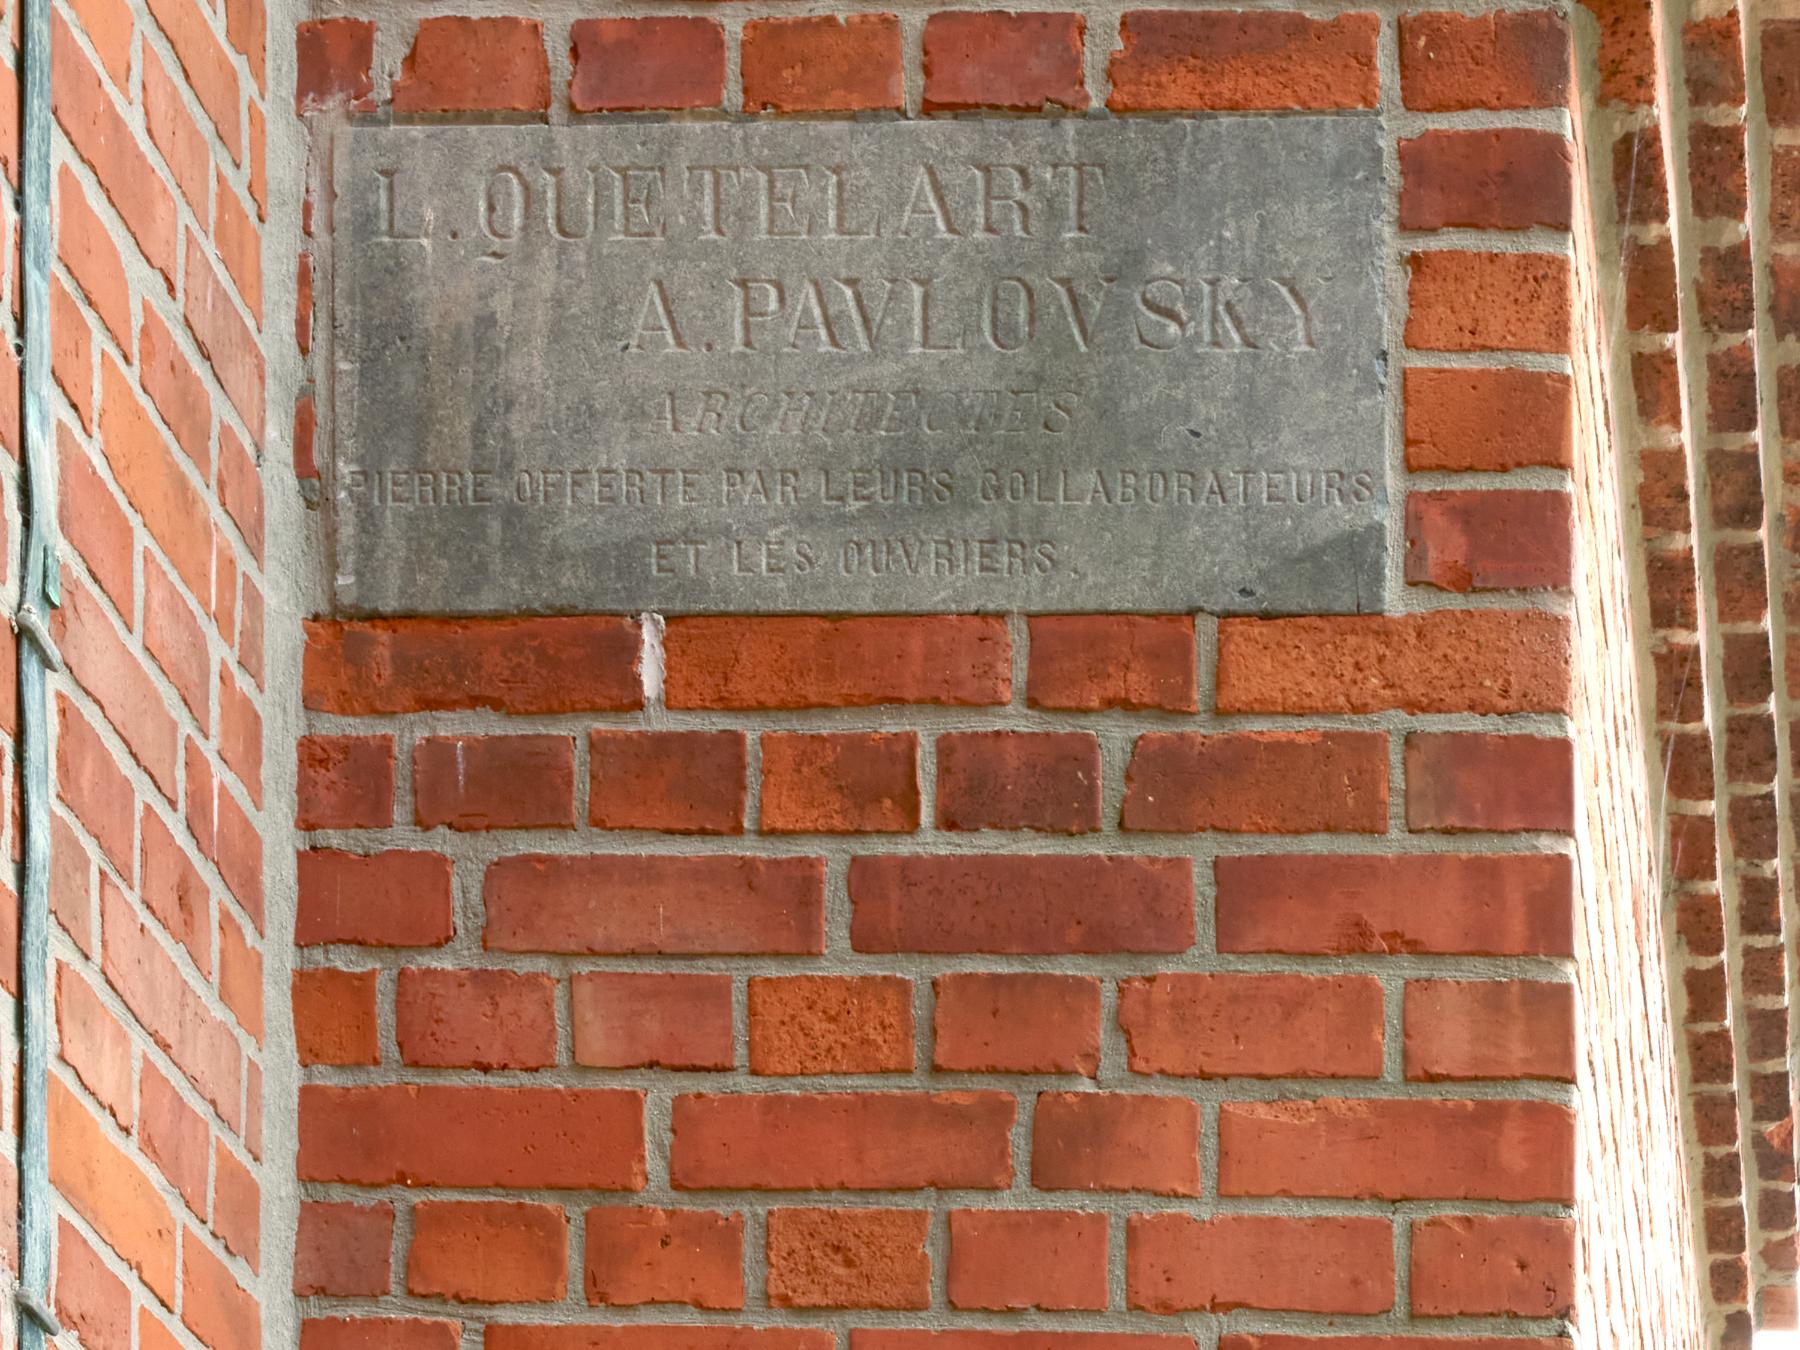 L. QUETELART
A. PAVLOVSKY
ARCHITECTES
PIERRE OFFERTE PAR LEURS COLLABORATEURS
ET LES OUVRIERS.